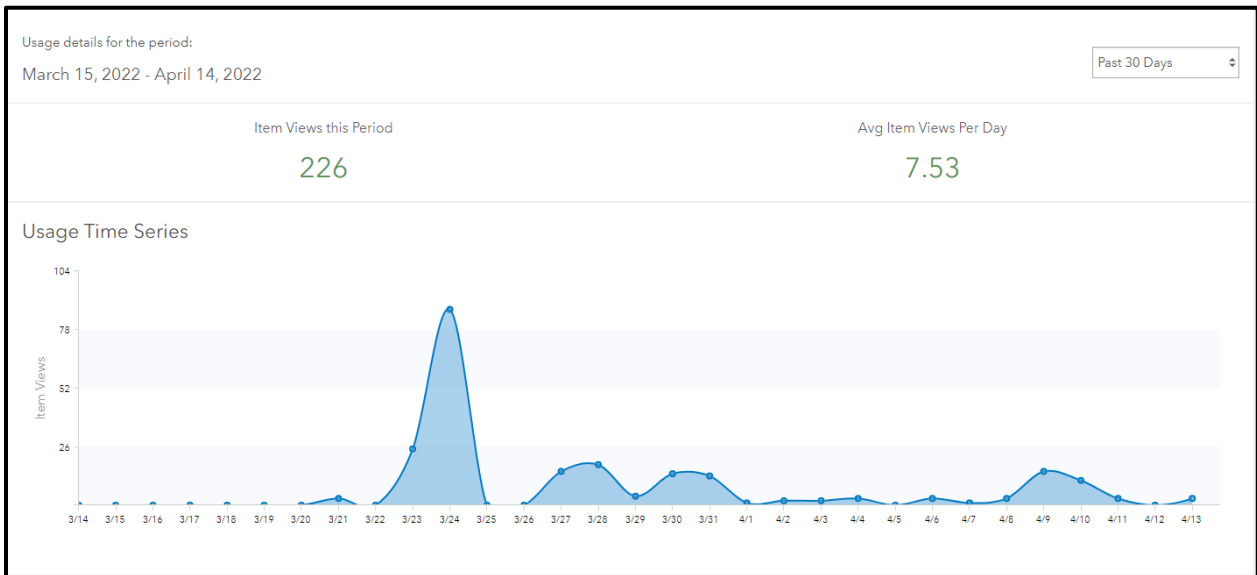 Usage details for the period:
March 15, 2022 - April 14, 2022
Past 30 Days
Item Views this Period
226
Avg Item Views Per Day
7.53
Usage Time Series
104
78
52
26
Item Views
3/14 3/15 3/16 3/17 3/18 3/19 3/20 3/21 3/22 3/23 3/24 3/25 3/26 3/27 3/28 3/29 3/30 3/31 4/1 4/2 4/3 4/4 4/5 4/6 4/7 4/8 4/9 4/10 4/11 4/12 4/13